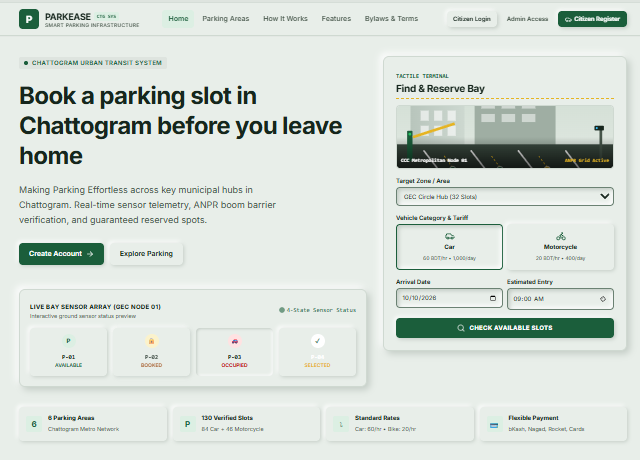 P
PARKEASE
CTG SYS
SMART PARKING INFRASTRUCTURE
Home
Parking Areas
How It Works
Features
Bylaws & Terms
Citizen Login
Admin Access
Citizen Register
CHATTOGRAM URBAN TRANSIT SYSTEM
Book a parking slot in
Chattogram before you leave
home
Making Parking Effortless across key municipal hubs in
Chattogram. Real-time sensor telemetry, ANPR boom barrier
verification, and guaranteed reserved spots.
Create Account →
Explore Parking
LIVE BAY SENSOR ARRAY (GEC NODE 01)
Interactive ground sensor status preview
4-State Sensor Status
P
P-01
AVAILABLE
P-02
BOOKED
P-03
OCCUPIED
✓
SELECTED
TACTILE TERMINAL
Find & Reserve Bay
CCC Metropolitan Node 01
ANPR Grid Active
Target Zone / Area
GEC Circle Hub (32 Slots)
Vehicle Category & Tariff
Car
60 BDT/hr • 1,000/day
Motorcycle
20 BDT/hr • 400/day
Arrival Date
10/10/2026
Estimated Entry
09:00 AM
CHECK AVAILABLE SLOTS
6
6 Parking Areas
Chattogram Metro Network
P
130 Verified Slots
84 Car + 46 Motorcycle
Standard Rates
Car: 60/hr • Bike: 20/hr
Flexible Payment
bKash, Nagad, Rocket, Cards